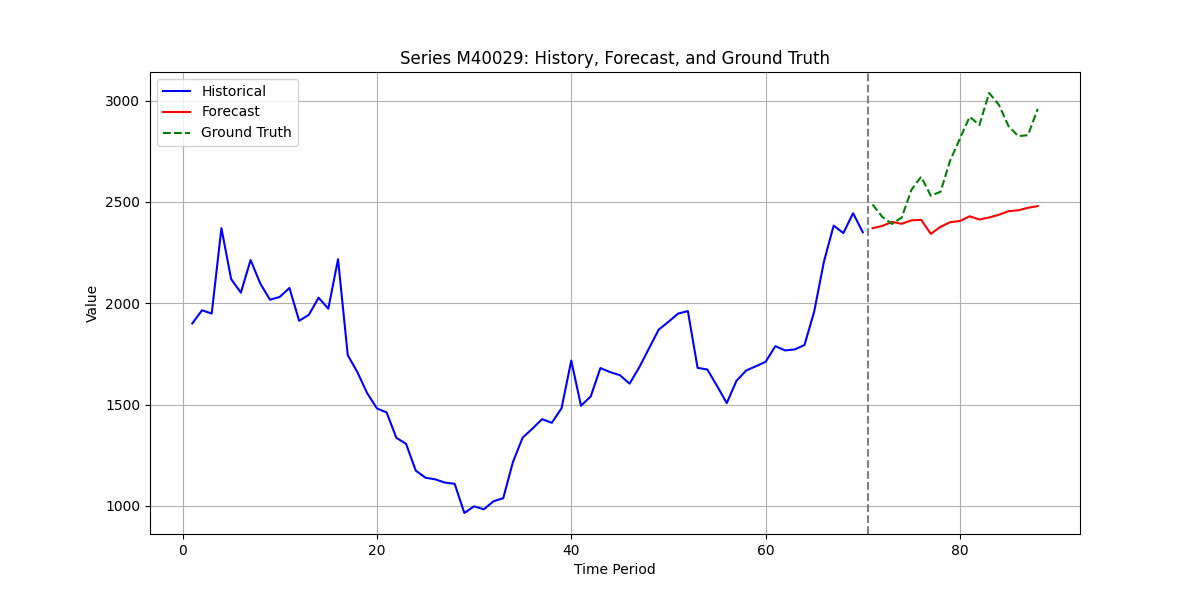 Series M40029: History, Forecast, and Ground Truth
Historical
Forecast
Ground Truth
3000
2500
2000
1500
1000
Value
0 20 40 60 80
Time Period